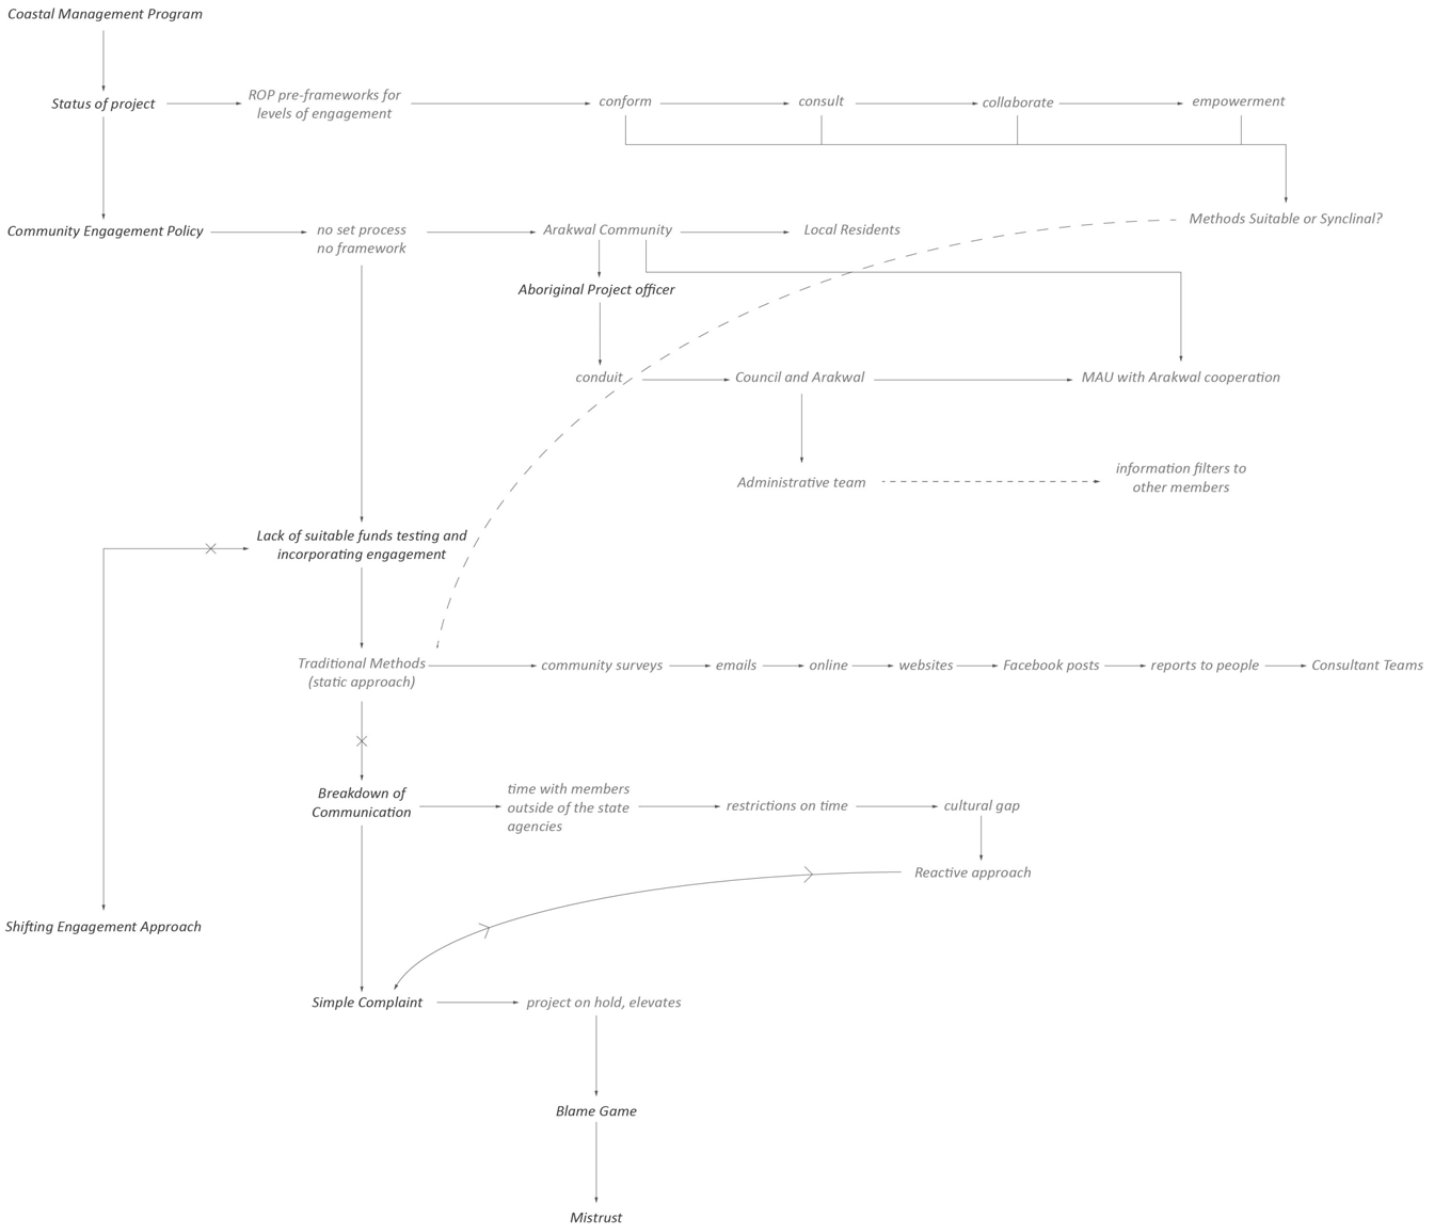 Coastal Management Program
Status of project
ROP pre-frameworks for
levels of engagement
conform
consult
collaborate
empowerment
Methods Suitable or Synclinal?
Community Engagement Policy
no set process
no framework
Arakwal Community
Local Residents
Aboriginal Project officer
conduit
Council and Arakwal
MAU with Arakwal cooperation
Administrative team
information filters to
other members
Lack of suitable funds testing and
incorporating engagement
Traditional Methods
(static approach)
community surveys
emails
online
websites
Facebook posts
reports to people
Consultant Teams
Breakdown of
Communication
time with members
outside of the state
agencies
restrictions on time
cultural gap
Reactive approach
Shifting Engagement Approach
Simple Complaint
project on hold, elevates
Blame Game
Mistrust